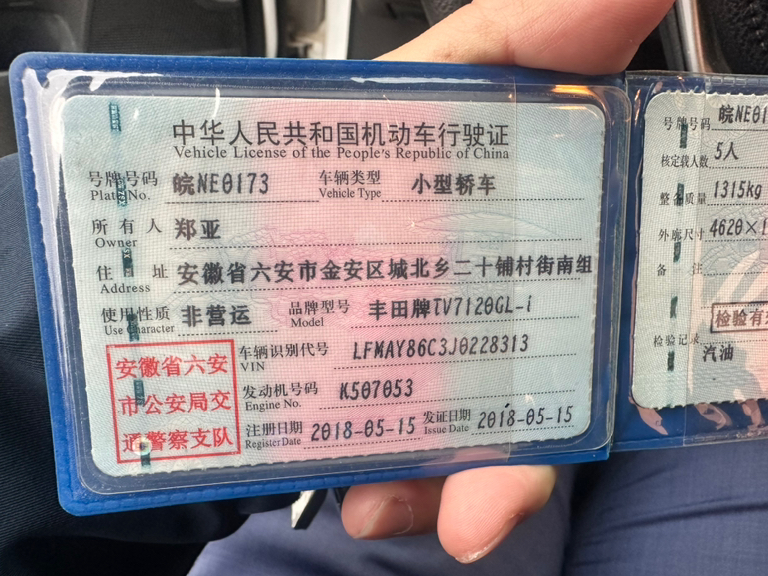 中华人民共和国机动车行驶证
Vehicle License of the People's Republic of China
号牌号码 皖NE0173 车辆类型 小型轿车
Plate No. Vehicle Type
所有人 郑亚
Owner
住址 安徽省六安市金安区城北乡二十铺村街南组
Address
使用性质 非营运 品牌型号 丰田牌TV7120GL-i
Use Character Model
车辆识别代号 LFMAY86C3J0228313
VIN
发动机号码 K507053
Engine No.
注册日期 2018-05-15 发证日期 2018-05-15
Register Date Issue Date
安徽省六安
市公安局交
通警察支队
号牌号码 皖NE01
核定载人数 5人
整备质量 1315kg
外廓尺寸 4620×1
备注
检验有
检验记录
汽油